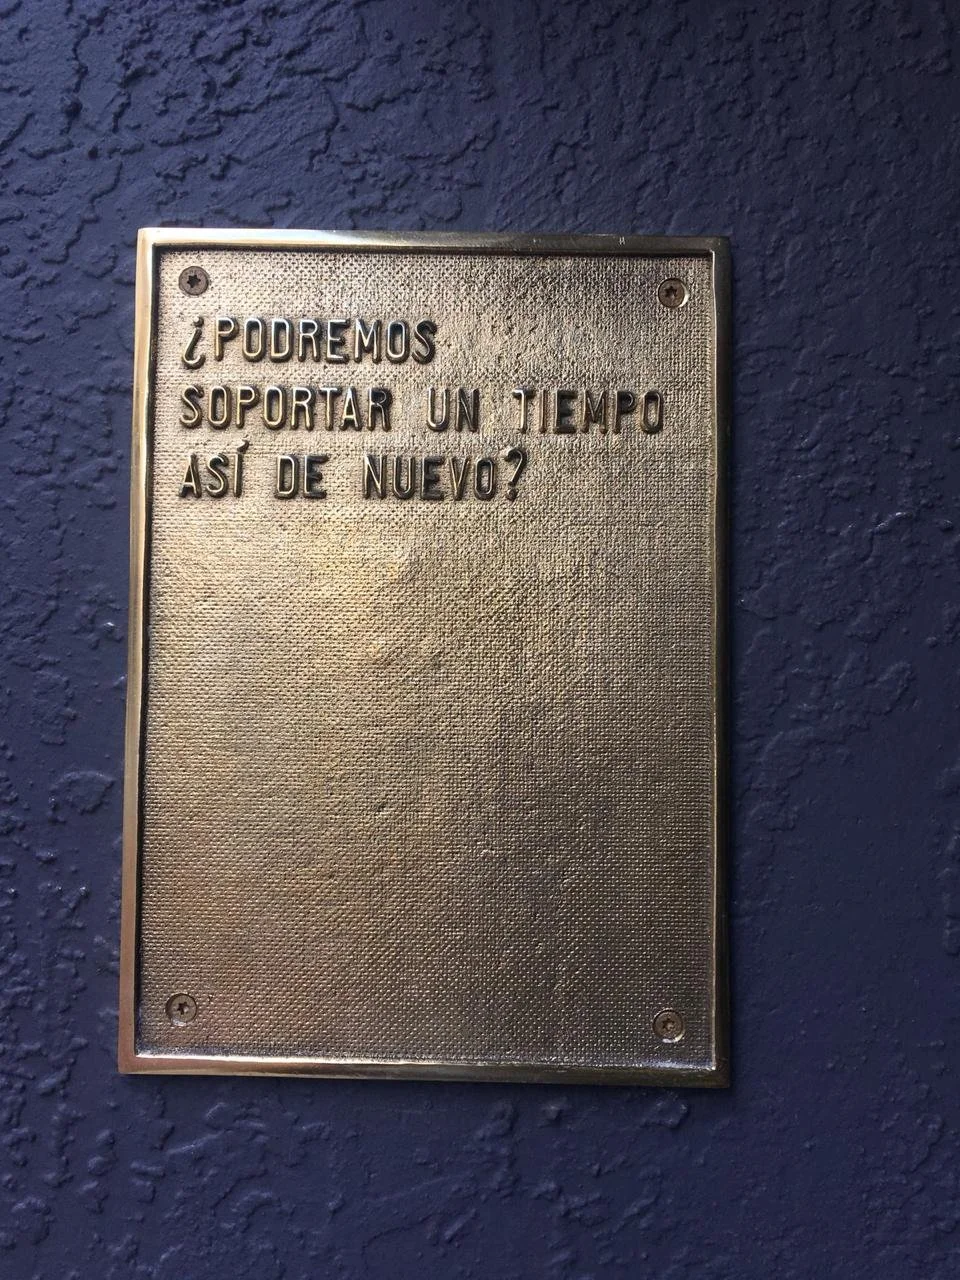 ¿PODREMOS
SOPORTAR UN TIEMPO
ASÍ DE NUEVO?